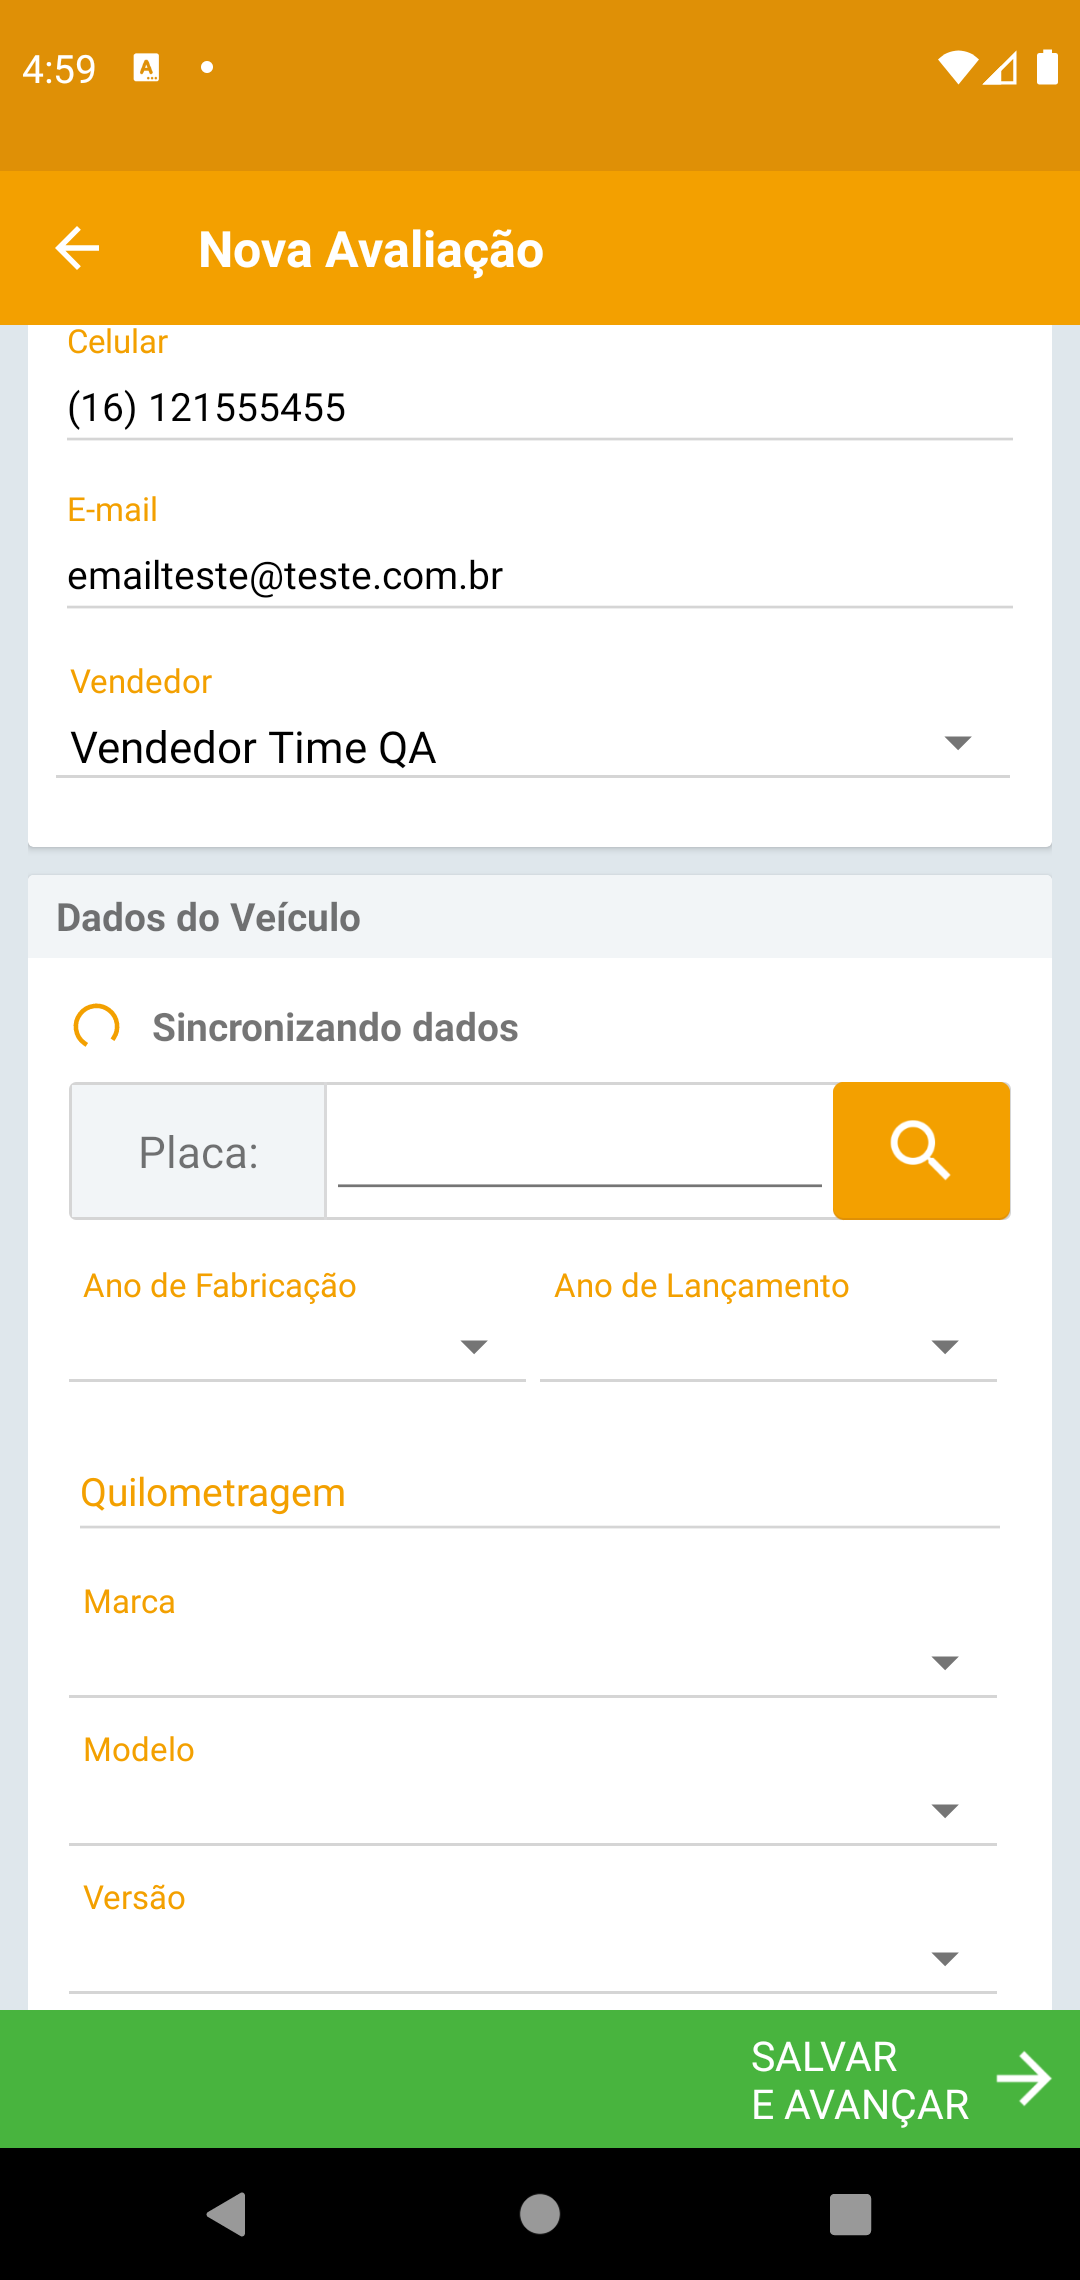 4:59
Nova Avaliação
Celular
(16) 121555455
E-mail
emailteste@teste.com.br
Vendedor
Vendedor Time QA
Dados do Veículo
Sincronizando dados
Placa:
Ano de Fabricação
Ano de Lançamento
Quilometragem
Marca
Modelo
Versão
SALVAR
E AVANÇAR